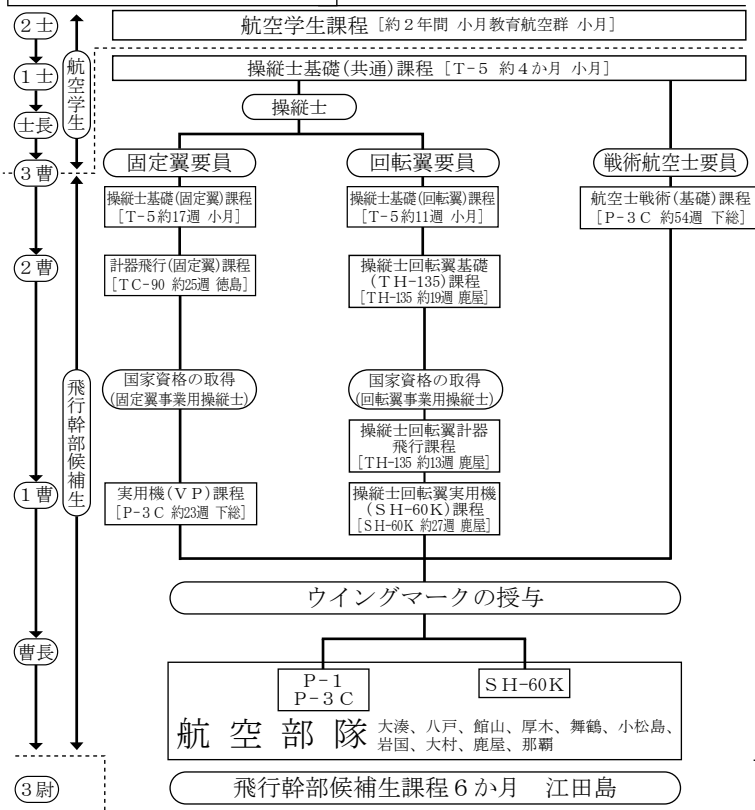 ２士
１士
士長
３曹
２曹
１曹
曹長
３尉
航空学生
飛行幹部候補生
航空学生課程 [約２年間 小月教育航空群 小月]
操縦士基礎(共通)課程 [Ｔ-５ 約４か月 小月]
操縦士
固定翼要員
回転翼要員
戦術航空士要員
操縦士基礎(固定翼)課程
[Ｔ-５約17週 小月]
操縦士基礎(回転翼)課程
[Ｔ-５約11週 小月]
航空士戦術(基礎)課程
[Ｐ-３Ｃ 約54週 下総]
計器飛行(固定翼)課程
[ＴＣ-90 約25週 徳島]
操縦士回転翼基礎
(ＴＨ-135)課程
[ＴＨ-135 約19週 鹿屋]
国家資格の取得
(固定翼事業用操縦士)
国家資格の取得
(回転翼事業用操縦士)
操縦士回転翼計器
飛行課程
[ＴＨ-135 約13週 鹿屋]
実用機(ＶＰ)課程
[Ｐ-３Ｃ 約23週 下総]
操縦士回転翼実用機
(ＳＨ-60Ｋ)課程
[ＳＨ-60Ｋ 約27週 鹿屋]
ウイングマークの授与
Ｐ-１
Ｐ-３Ｃ
ＳＨ-60Ｋ
航空部隊
大湊、八戸、館山、厚木、舞鶴、小松島、
岩国、大村、鹿屋、那覇
飛行幹部候補生課程６か月　江田島